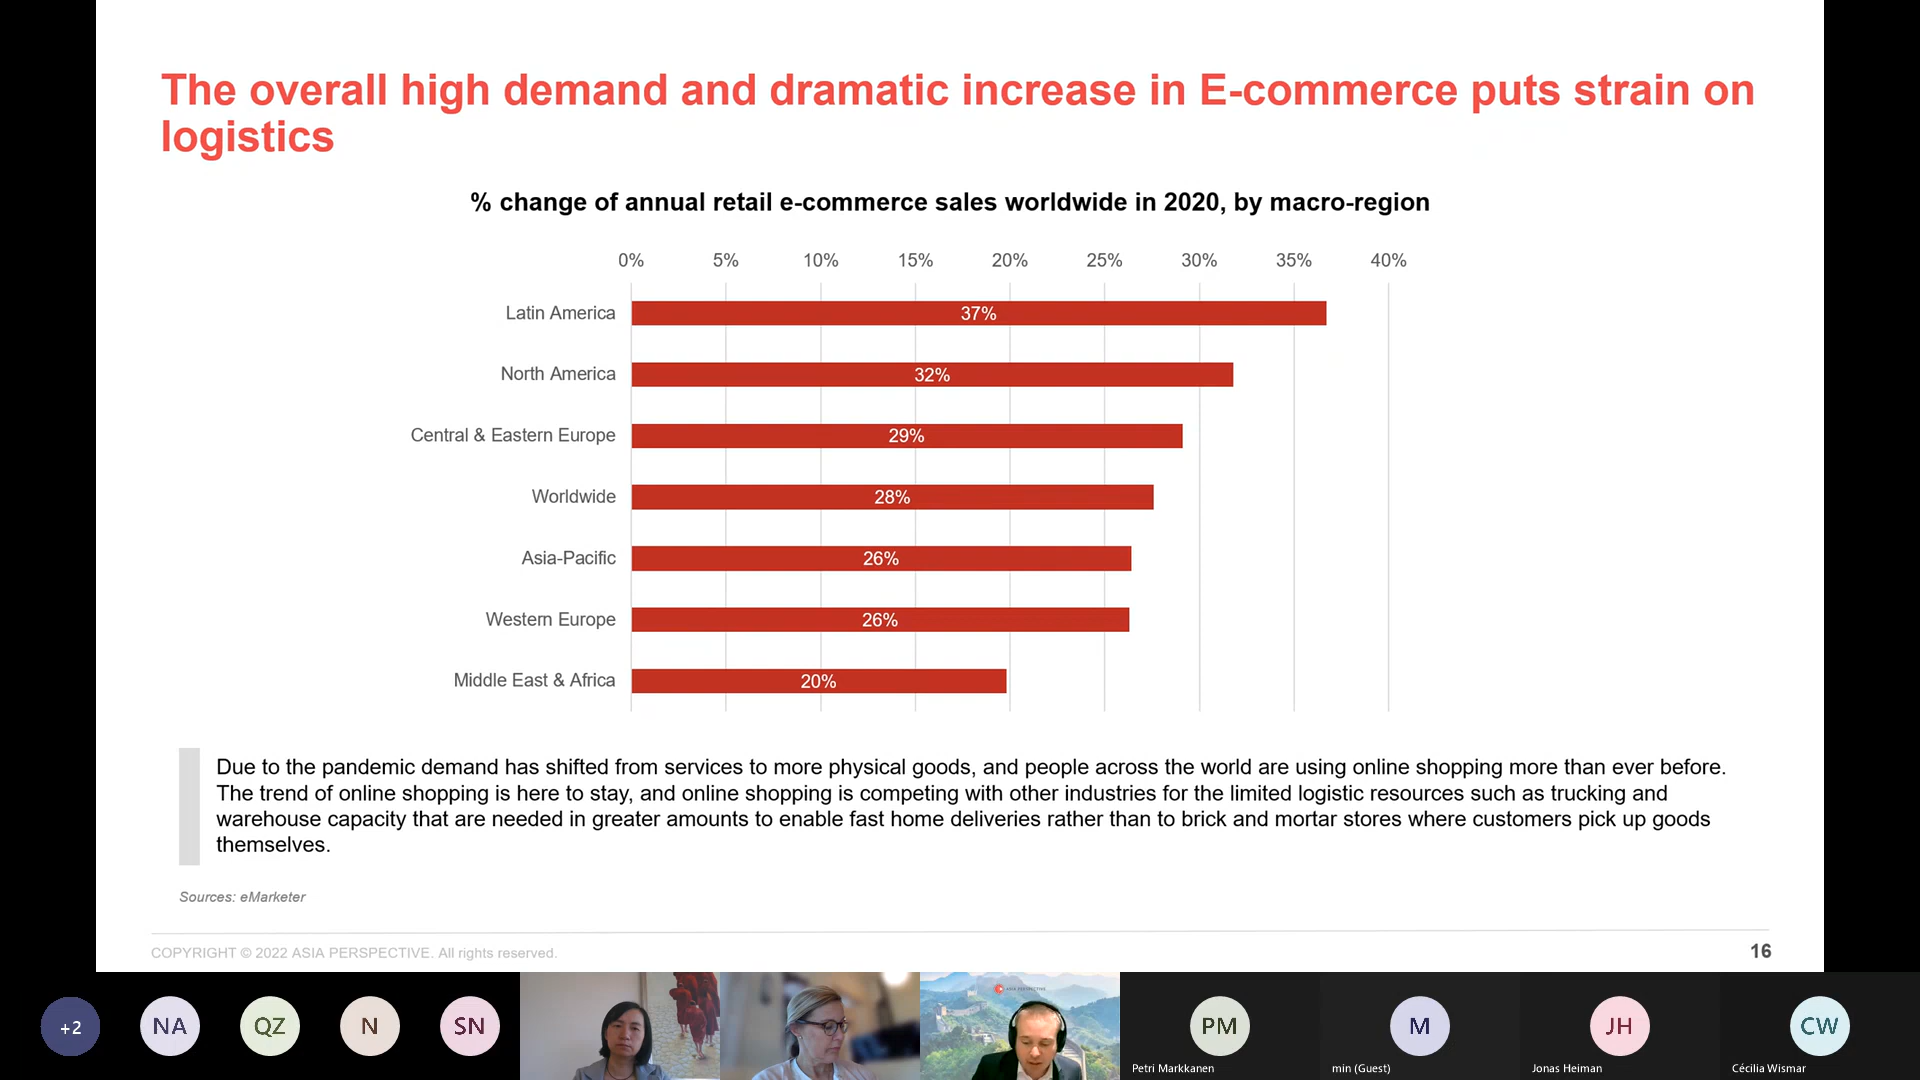 The overall high demand and dramatic increase in E-commerce puts strain on
logistics
% change of annual retail e-commerce sales worldwide in 2020, by macro-region
0% 5% 10% 15% 20% 25% 30% 35% 40%
Latin America 37%
North America 32%
Central & Eastern Europe 29%
Worldwide 28%
Asia-Pacific 26%
Western Europe 26%
Middle East & Africa 20%
Due to the pandemic demand has shifted from services to more physical goods, and people across the world are using online shopping more than ever before.
The trend of online shopping is here to stay, and online shopping is competing with other industries for the limited logistic resources such as trucking and
warehouse capacity that are needed in greater amounts to enable fast home deliveries rather than to brick and mortar stores where customers pick up goods
themselves.
Sources: eMarketer
COPYRIGHT © 2022 ASIA PERSPECTIVE. All rights reserved.
16
ASIA PERSPECTIVE
+2 NA QZ N SN PM M JH CW
Petri Markkanen min (Guest) Jonas Heiman Cécilia Wismar